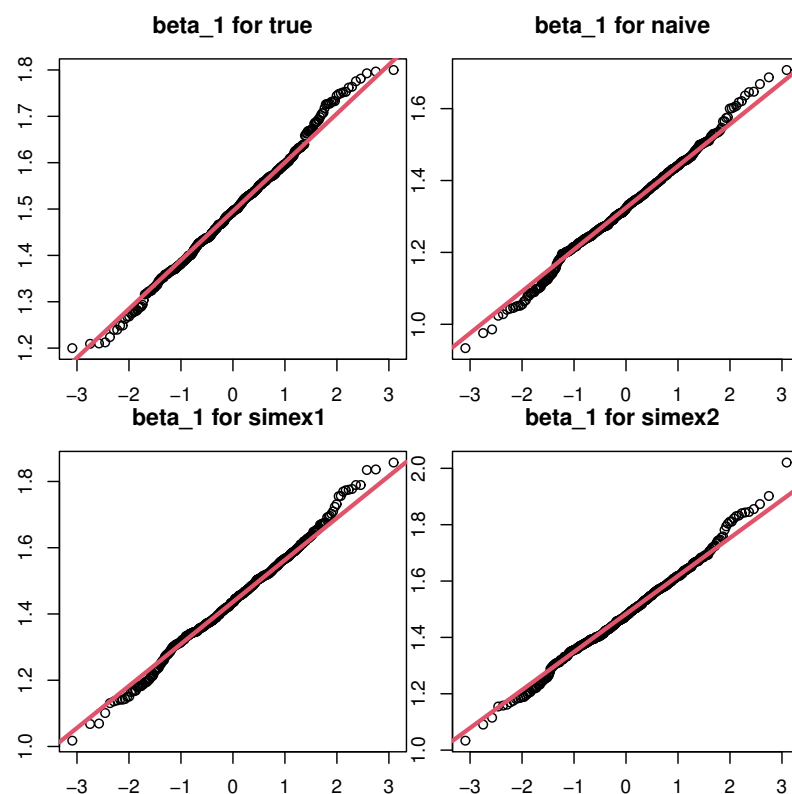 beta_1 for true
beta_1 for naive
1.2 1.3 1.4 1.5 1.6 1.7 1.8
1.0 1.2 1.4 1.6
−3 −2 −1 0 1 2 3
−3 −2 −1 0 1 2 3
beta_1 for simex1
beta_1 for simex2
1.0 1.2 1.4 1.6 1.8
1.0 1.2 1.4 1.6 1.8 2.0
−3 −2 −1 0 1 2 3
−3 −2 −1 0 1 2 3